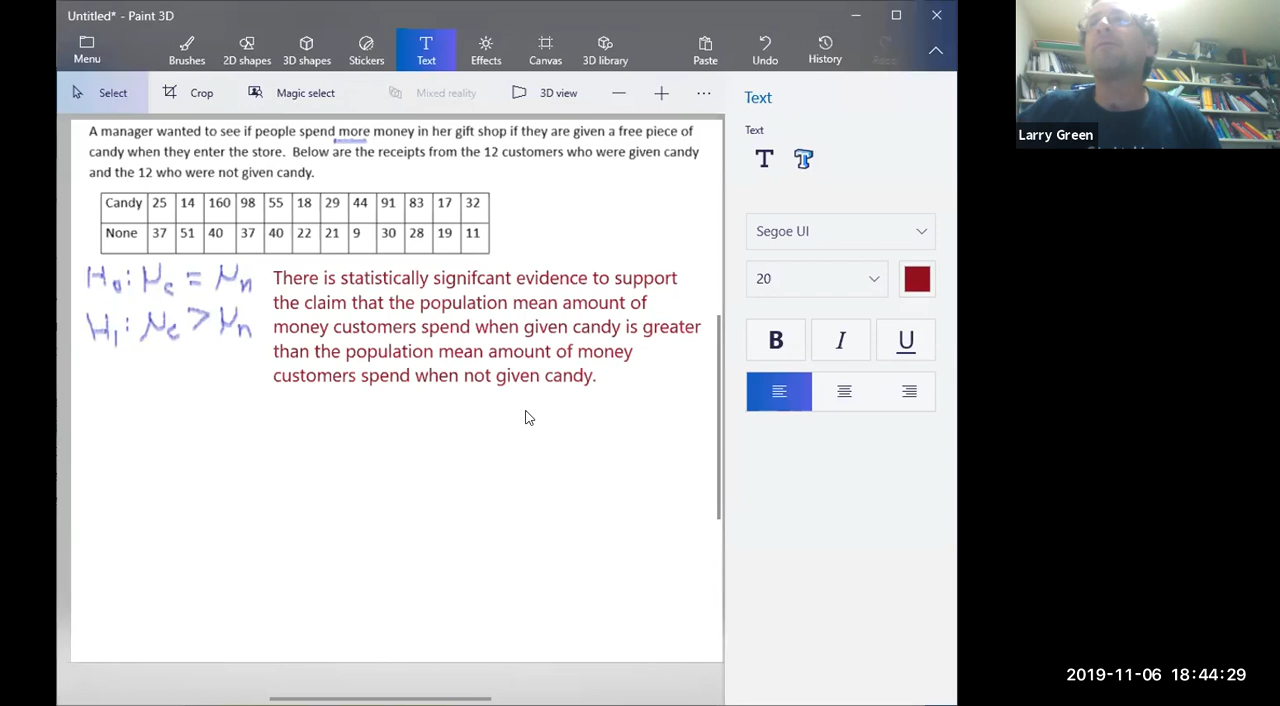 Untitled* - Paint 3D
Menu
Brushes
2D shapes
3D shapes
Stickers
Text
Effects
Canvas
3D library
Paste
Undo
History
Select
Crop
Magic select
Mixed reality
3D view
Text
Text
Segoe UI
20
B I U
A manager wanted to see if people spend more money in her gift shop if they are given a free piece of
candy when they enter the store. Below are the receipts from the 12 customers who were given candy
and the 12 who were not given candy.
Candy 25 14 160 98 55 18 29 44 91 83 17 32
None 37 51 40 37 40 22 21 9 30 28 19 11
H₀: μc = μn
H₁: μc > μn
There is statistically signifcant evidence to support
the claim that the population mean amount of
money customers spend when given candy is greater
than the population mean amount of money
customers spend when not given candy.
Larry Green
2019-11-06 18:44:29